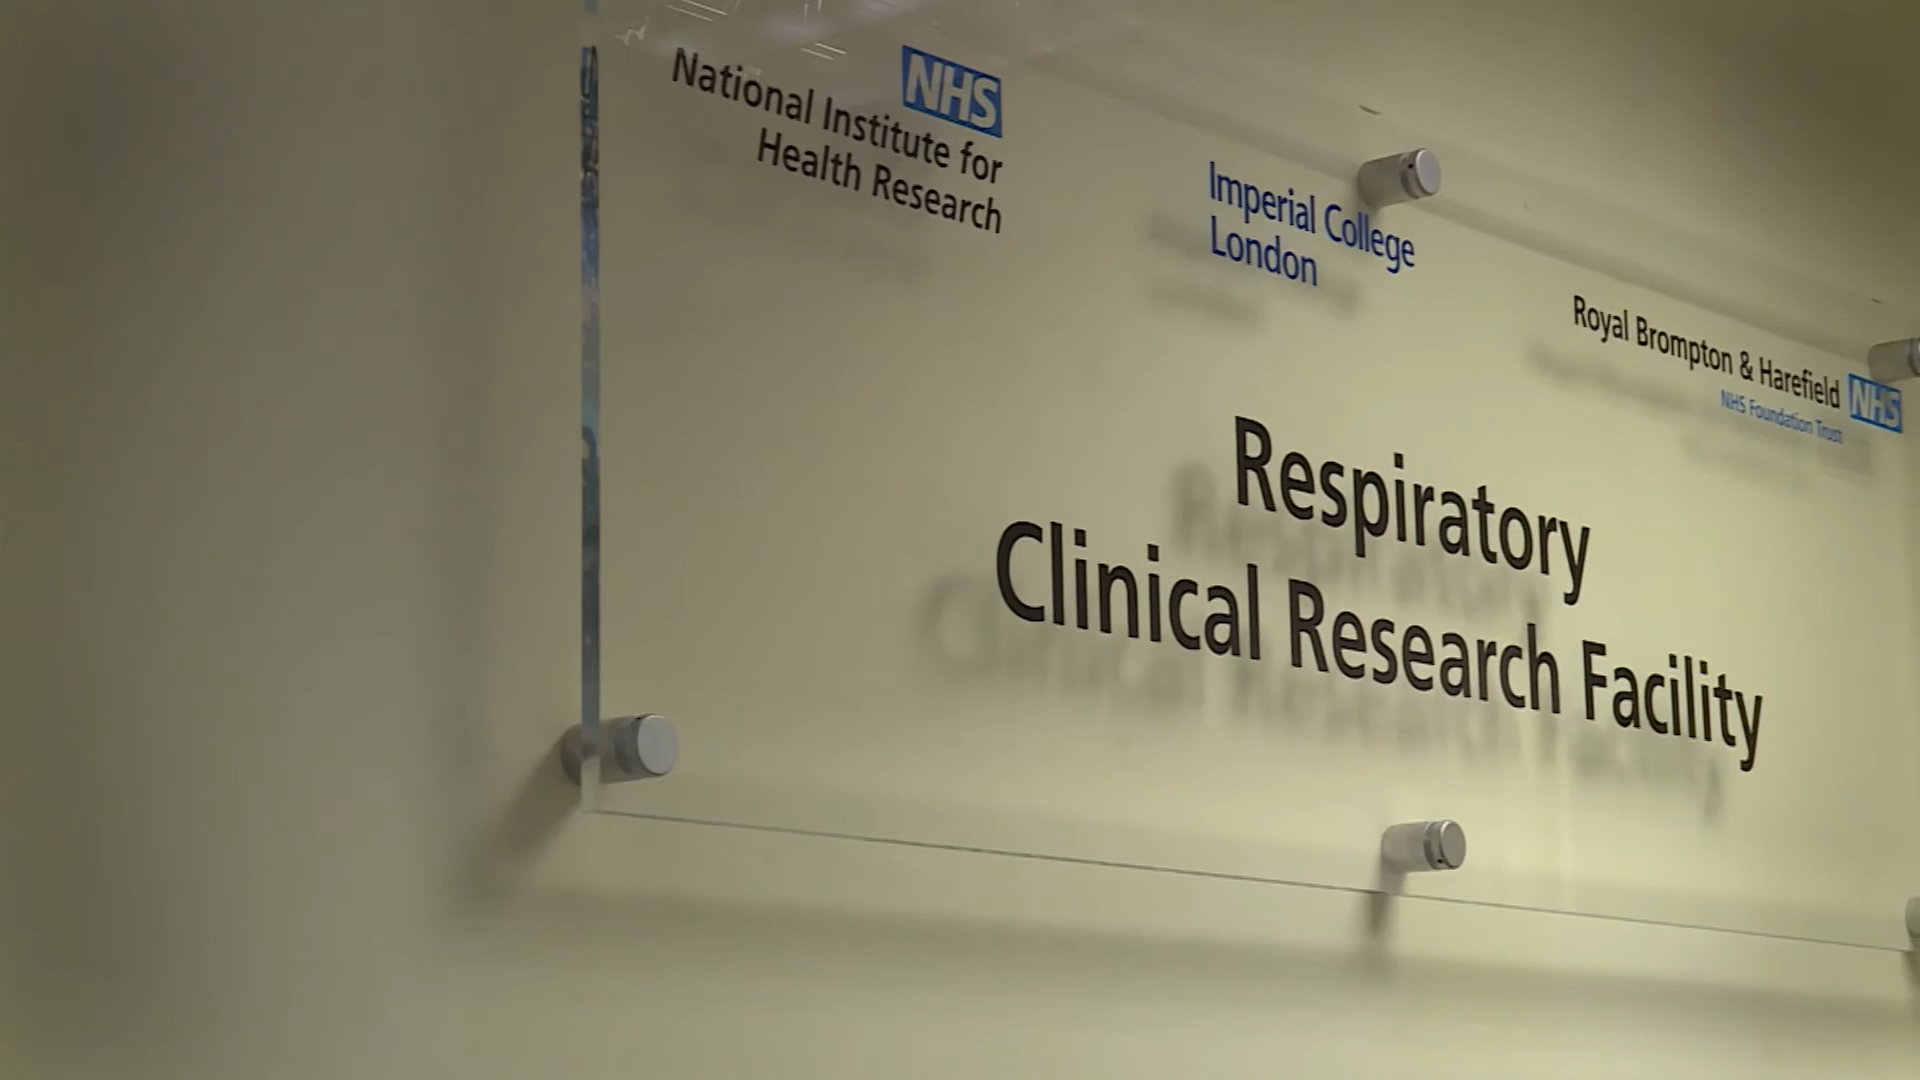 NHS
National Institute for
Health Research
Imperial College
London
Royal Brompton & Harefield NHS
NHS Foundation Trust
Respiratory
Clinical Research Facility